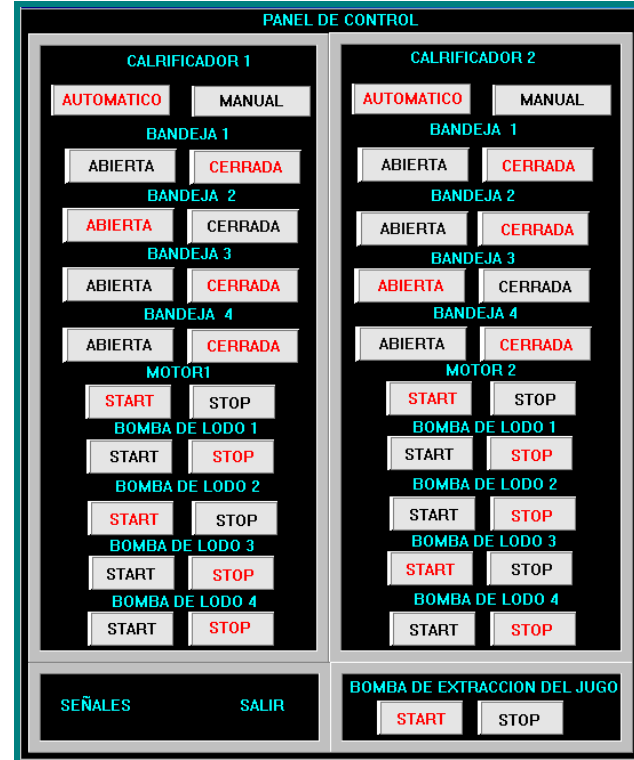 PANEL DE CONTROL
CALRIFICADOR 1
AUTOMATICO MANUAL
BANDEJA 1
ABIERTA CERRADA
BANDEJA 2
ABIERTA CERRADA
BANDEJA 3
ABIERTA CERRADA
BANDEJA 4
ABIERTA CERRADA
MOTOR1
START STOP
BOMBA DE LODO 1
START STOP
BOMBA DE LODO 2
START STOP
BOMBA DE LODO 3
START STOP
BOMBA DE LODO 4
START STOP
CALRIFICADOR 2
AUTOMATICO MANUAL
BANDEJA 1
ABIERTA CERRADA
BANDEJA 2
ABIERTA CERRADA
BANDEJA 3
ABIERTA CERRADA
BANDEJA 4
ABIERTA CERRADA
MOTOR 2
START STOP
BOMBA DE LODO 1
START STOP
BOMBA DE LODO 2
START STOP
BOMBA DE LODO 3
START STOP
BOMBA DE LODO 4
START STOP
SEÑALES SALIR
BOMBA DE EXTRACCION DEL JUGO
START STOP